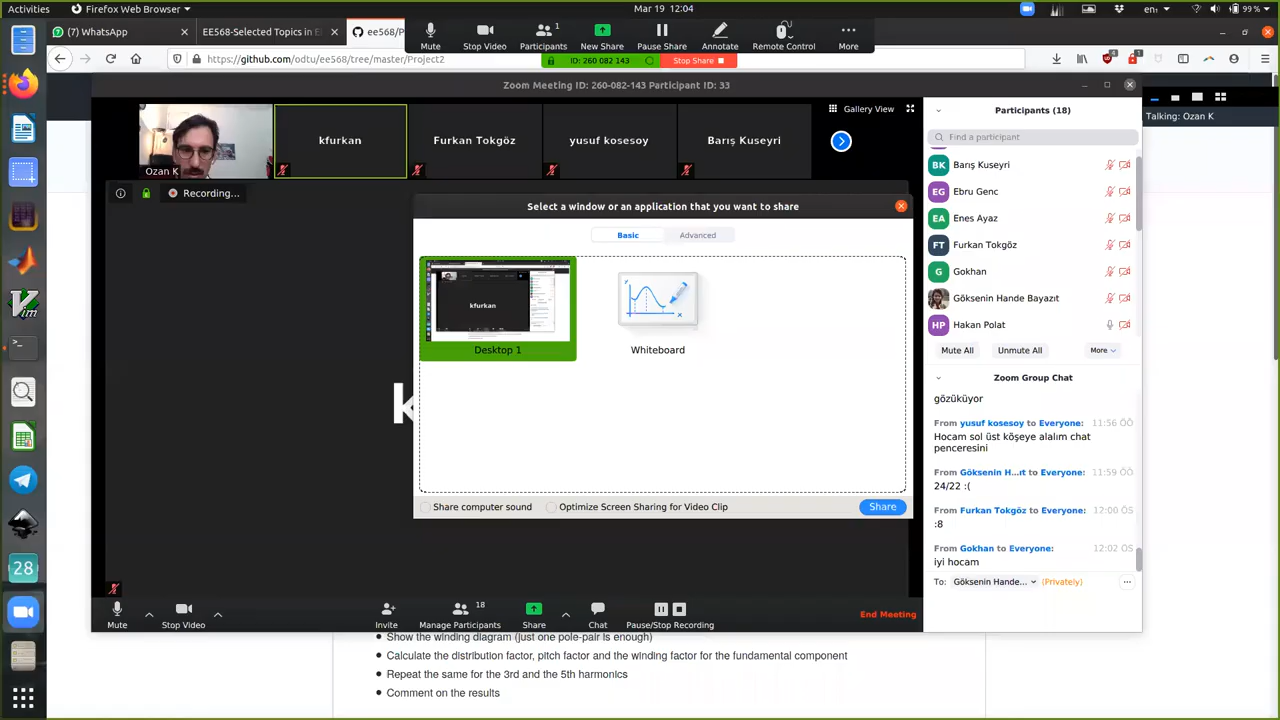 Activities
Firefox Web Browser
Mar 19 12:04
en
99 %
(7) WhatsApp
EE568-Selected Topics in E
ee568/P
Mute
Stop Video
Participants
1
New Share
Pause Share
Annotate
Remote Control
More
https://github.com/odtu/ee568/tree/master/Project2
ID: 260 082 143
Stop Share
Zoom Meeting ID: 260-082-143 Participant ID: 33
Talking: Ozan K
Ozan K
kfurkan
Furkan Tokgöz
yusuf kosesoy
Barış Kuseyri
Gallery View
Recording...
Select a window or an application that you want to share
Basic
Advanced
kfurkan
Desktop 1
Whiteboard
k
Share computer sound
Optimize Screen Sharing for Video Clip
Share
Participants (18)
Find a participant
BK Barış Kuseyri
EG Ebru Genc
EA Enes Ayaz
FT Furkan Tokgöz
G Gokhan
Göksenin Hande Bayazıt
HP Hakan Polat
Mute All
Unmute All
More
Zoom Group Chat
gözüküyor
From yusuf kosesoy to Everyone: 11:56 ÖÖ
Hocam sol üst köşeye alalım chat
penceresini
From Göksenin H...ıt to Everyone: 11:59 ÖÖ
24/22 :(
From Furkan Tokgöz to Everyone: 12:00 ÖS
:8
From Gokhan to Everyone: 12:02 ÖS
iyi hocam
To: Göksenin Hande... (Privately)
Mute
Stop Video
Invite
18
Manage Participants
Share
Chat
Pause/Stop Recording
End Meeting
28
Show the winding diagram (just one pole-pair is enough)
Calculate the distribution factor, pitch factor and the winding factor for the fundamental component
Repeat the same for the 3rd and the 5th harmonics
Comment on the results